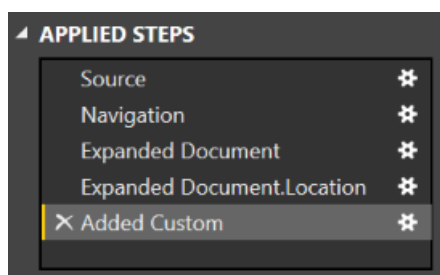 APPLIED STEPS
Source
Navigation
Expanded Document
Expanded Document.Location
Added Custom